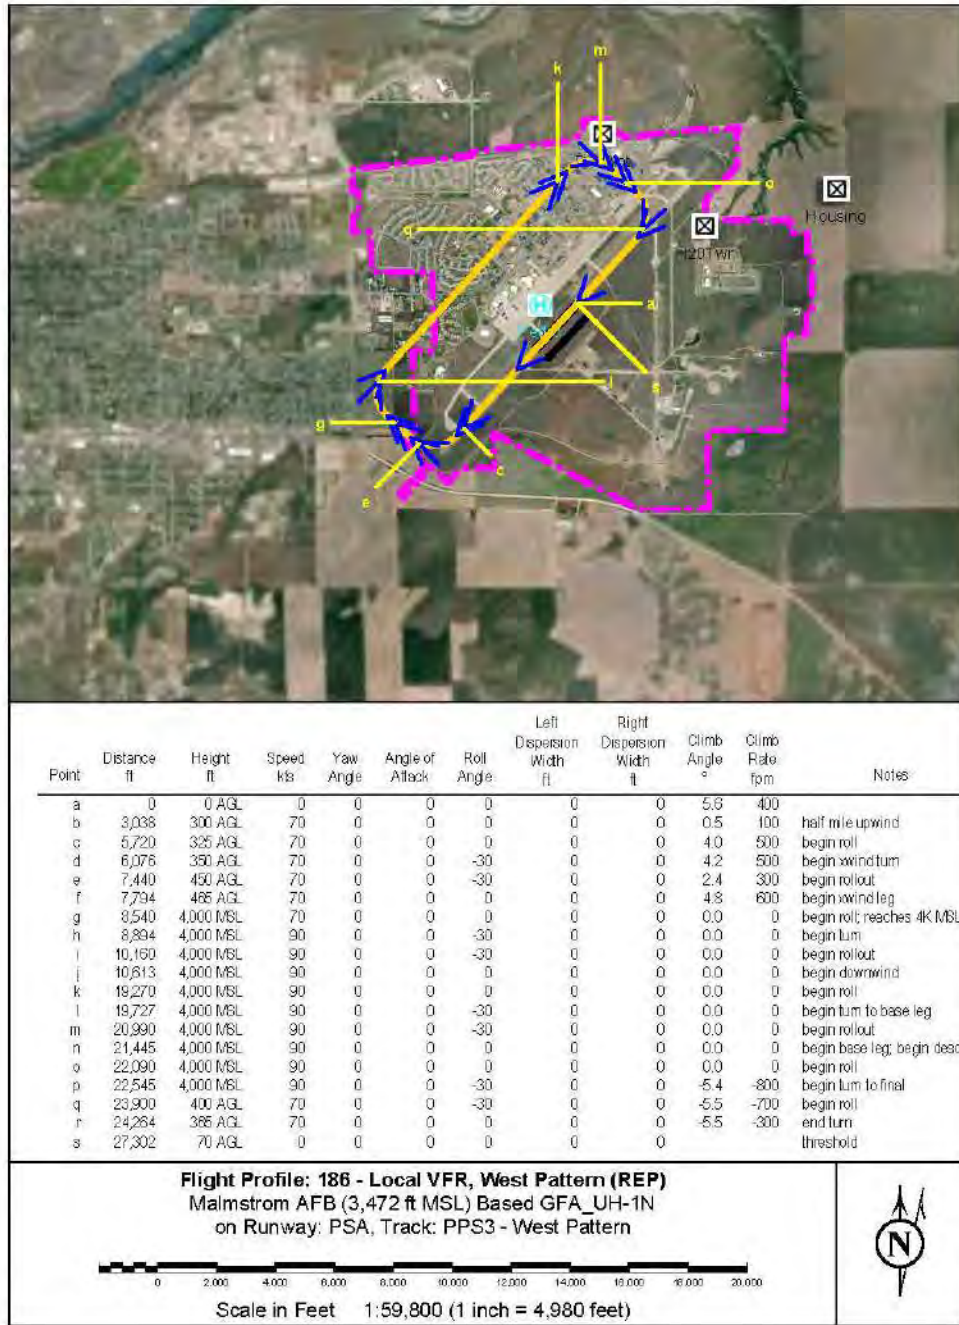 m
k
o
Housing
q
H20Twr
a
s
i
g
c
e
Point Distance ft Height ft Speed kts Yaw Angle Angle of Attack Roll Angle Left Dispersion Width ft Right Dispersion Width ft Climb Angle ° Climb Rate fpm Notes
a 0 0 AGL 0 0 0 0 0 0 5.6 400
b 3,038 300 AGL 70 0 0 0 0 0 0.5 100 half mile upwind
c 5,720 325 AGL 70 0 0 0 0 0 4.0 500 begin roll
d 6,076 350 AGL 70 0 0 -30 0 0 4.2 500 begin xwind turn
e 7,440 450 AGL 70 0 0 -30 0 0 2.4 300 begin rollout
f 7,794 465 AGL 70 0 0 0 0 0 4.8 600 begin xwind leg
g 8,540 4,000 MSL 70 0 0 0 0 0 0.0 0 begin roll; reaches 4K MSL
h 8,894 4,000 MSL 90 0 0 -30 0 0 0.0 0 begin turn
i 10,160 4,000 MSL 90 0 0 -30 0 0 0.0 0 begin rollout
j 10,613 4,000 MSL 90 0 0 0 0 0 0.0 0 begin downwind
k 19,270 4,000 MSL 90 0 0 0 0 0 0.0 0 begin roll
l 19,727 4,000 MSL 90 0 0 -30 0 0 0.0 0 begin turn to base leg
m 20,990 4,000 MSL 90 0 0 -30 0 0 0.0 0 begin rollout
n 21,445 4,000 MSL 90 0 0 0 0 0 0.0 0 begin base leg; begin desc
o 22,090 4,000 MSL 90 0 0 0 0 0 0.0 0 begin roll
p 22,545 4,000 MSL 90 0 0 -30 0 0 -5.4 -800 begin turn to final
q 23,900 400 AGL 70 0 0 -30 0 0 -5.5 -700 begin roll
r 24,264 365 AGL 70 0 0 0 0 0 -5.5 -300 end turn
s 27,302 70 AGL 0 0 0 0 0 0 threshold
Flight Profile: 186 - Local VFR, West Pattern (REP)
Malmstrom AFB (3,472 ft MSL) Based GFA_UH-1N
on Runway: PSA, Track: PPS3 - West Pattern
0 2,000 4,000 6,000 8,000 10,000 12,000 14,000 16,000 18,000 20,000
Scale in Feet 1:59,800 (1 inch = 4,980 feet)
N